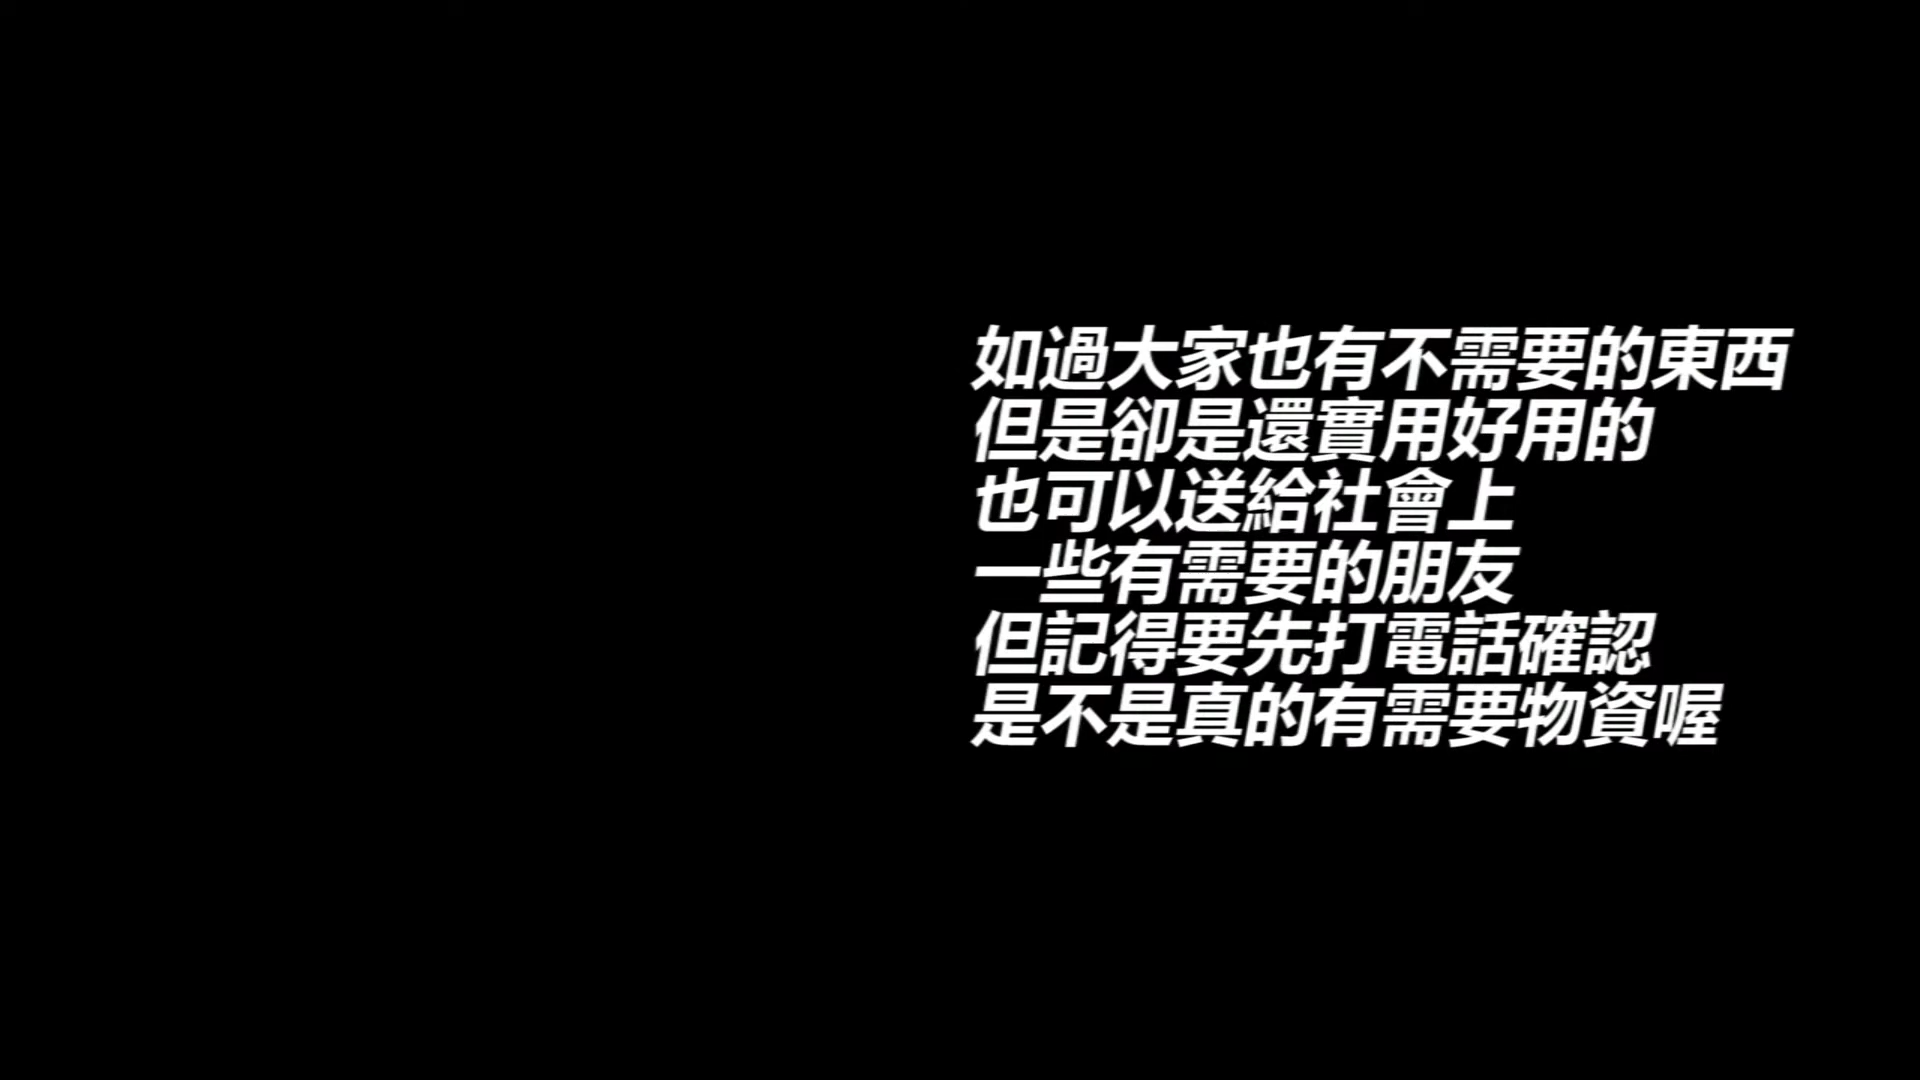 如過大家也有不需要的東西
但是卻是還實用好用的
也可以送給社會上
一些有需要的朋友
但記得要先打電話確認
是不是真的有需要物資喔